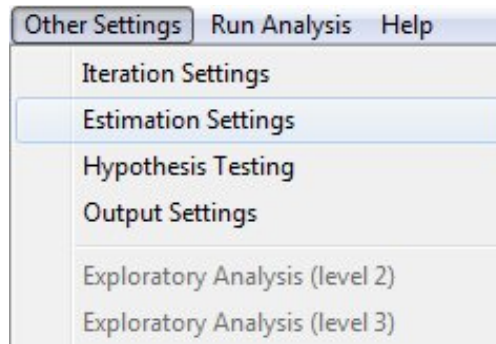 Other Settings Run Analysis Help
Iteration Settings
Estimation Settings
Hypothesis Testing
Output Settings
Exploratory Analysis (level 2)
Exploratory Analysis (level 3)